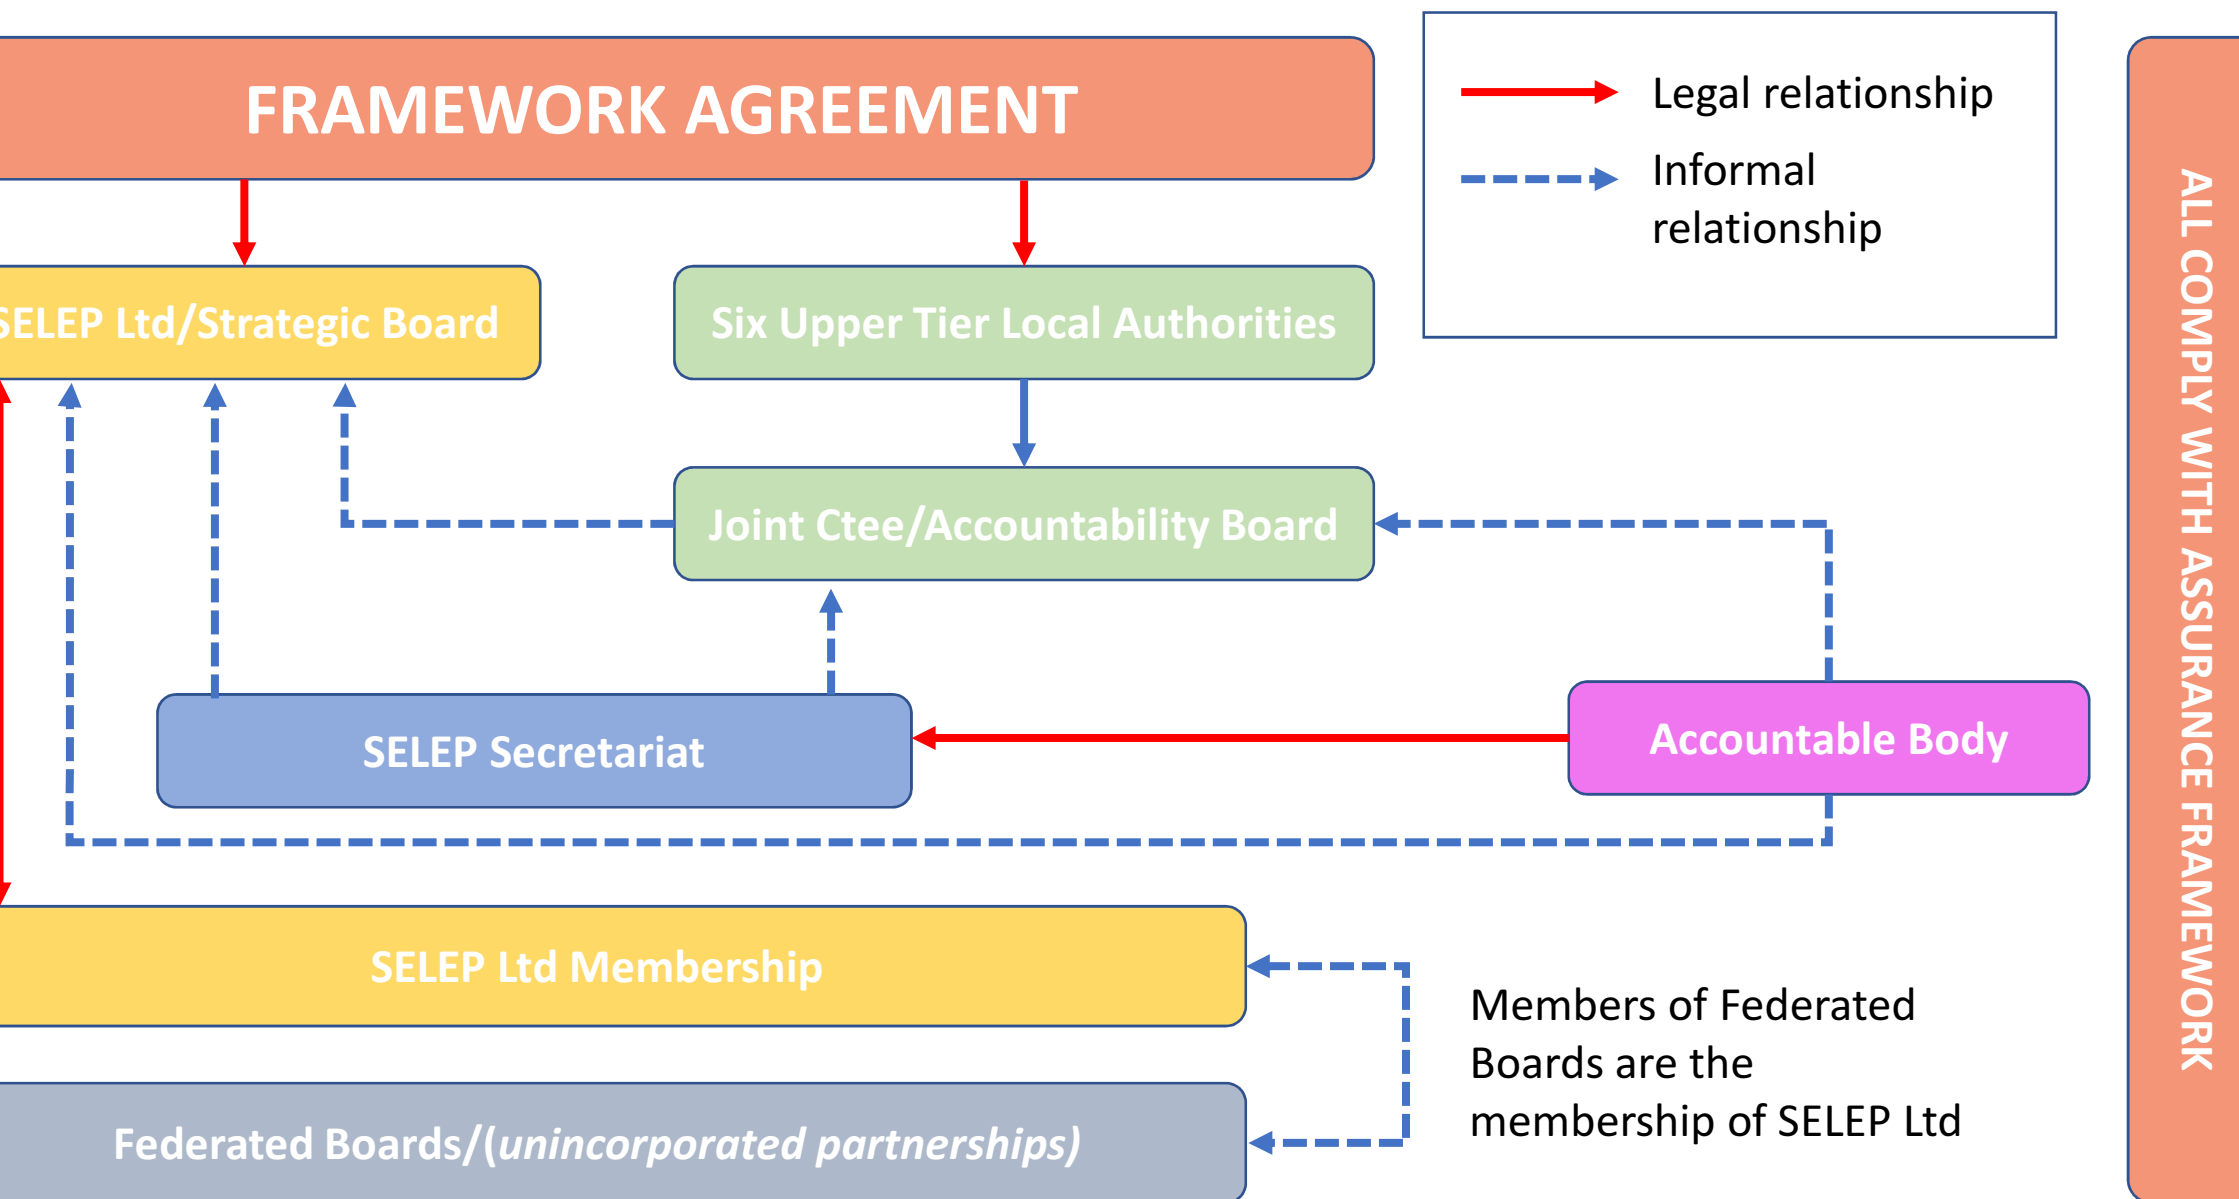 FRAMEWORK AGREEMENT
Legal relationship
Informal
relationship
SELEP Ltd/Strategic Board
Six Upper Tier Local Authorities
Joint Ctee/Accountability Board
SELEP Secretariat
Accountable Body
SELEP Ltd Membership
Members of Federated
Boards are the
membership of SELEP Ltd
Federated Boards/(unincorporated partnerships)
ALL COMPLY WITH ASSURANCE FRAMEWORK